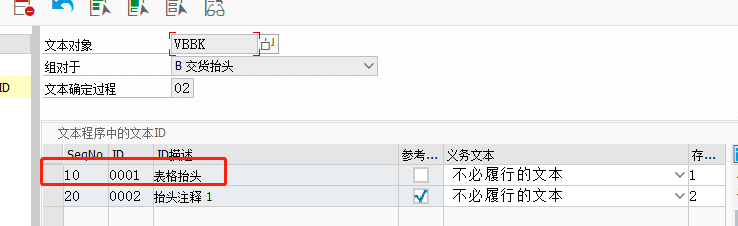 文本对象 VBBK
组对于 B 交货抬头
ID
文本确定过程 02
文本程序中的文本ID
SeqNo ID ID描述 参考... 义务文本 存...
10 0001 表格抬头 不必履行的文本 1
20 0002 抬头注释 1 不必履行的文本 2